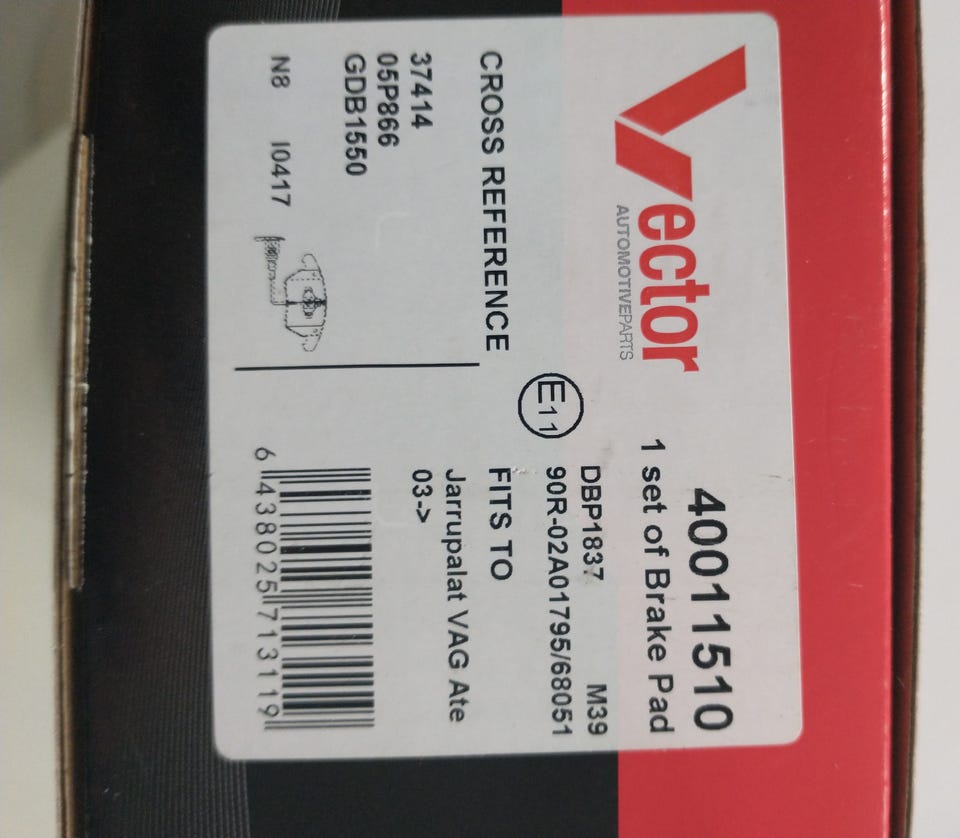 Vector
AUTOMOTIVEPARTS
40011510
1 set of Brake Pad
DBP1837 M39
E11 90R-02A01795/68051
CROSS REFERENCE
37414
05P866
GDB1550
N8 I0417
FITS TO
Jarrupalat VAG Ate
03->
6 438025 713119